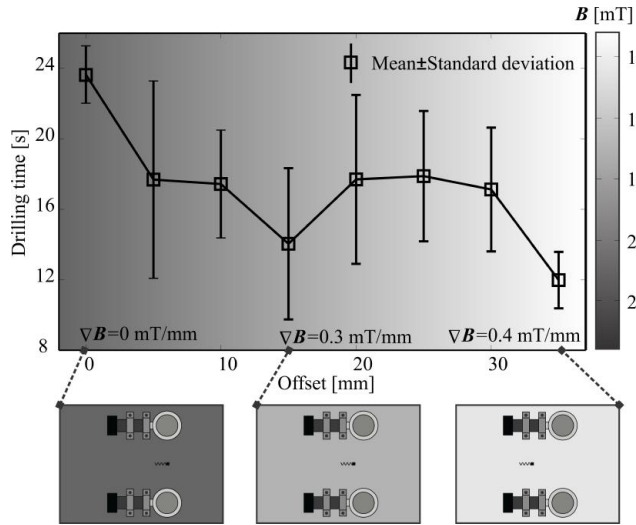 B [mT]
24
20
16
12
8
Drilling time [s]
Mean±Standard deviation
1
1
1
2
2
∇B=0 mT/mm
∇B=0.3 mT/mm
∇B=0.4 mT/mm
0
10
20
30
Offset [mm]